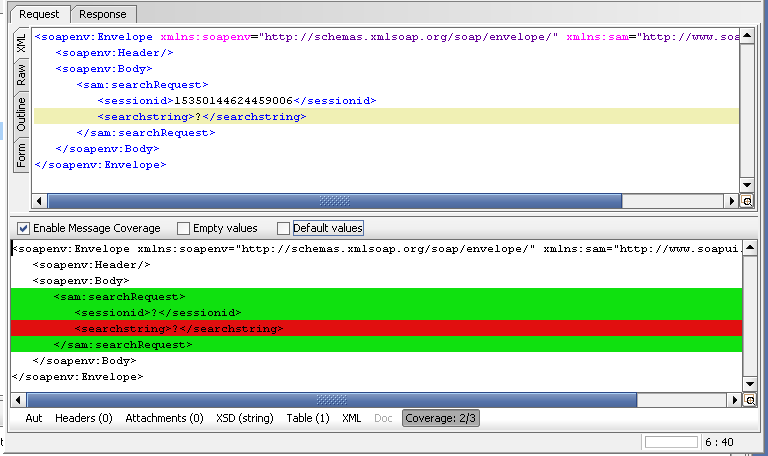 Request Response
XML
Raw
Outline
Form
<soapenv:Envelope xmlns:soapenv="http://schemas.xmlsoap.org/soap/envelope/" xmlns:sam="http://www.soa
<soapenv:Header/>
<soapenv:Body>
<sam:searchRequest>
<sessionid>15350144624459006</sessionid>
<searchstring>?</searchstring>
</sam:searchRequest>
</soapenv:Body>
</soapenv:Envelope>
Enable Message Coverage Empty values Default values
<soapenv:Envelope xmlns:soapenv="http://schemas.xmlsoap.org/soap/envelope/" xmlns:sam="http://www.soapui.
<soapenv:Header/>
<soapenv:Body>
<sam:searchRequest>
<sessionid>?</sessionid>
<searchstring>?</searchstring>
</sam:searchRequest>
</soapenv:Body>
</soapenv:Envelope>
Aut Headers (0) Attachments (0) XSD (string) Table (1) XML Doc Coverage: 2/3
6 : 40